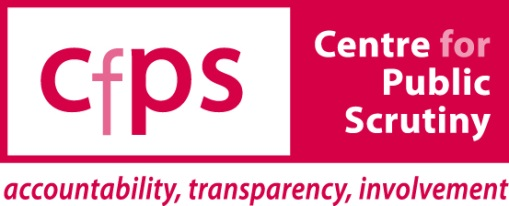 cfps
Centre for
Public
Scrutiny
accountability, transparency, involvement